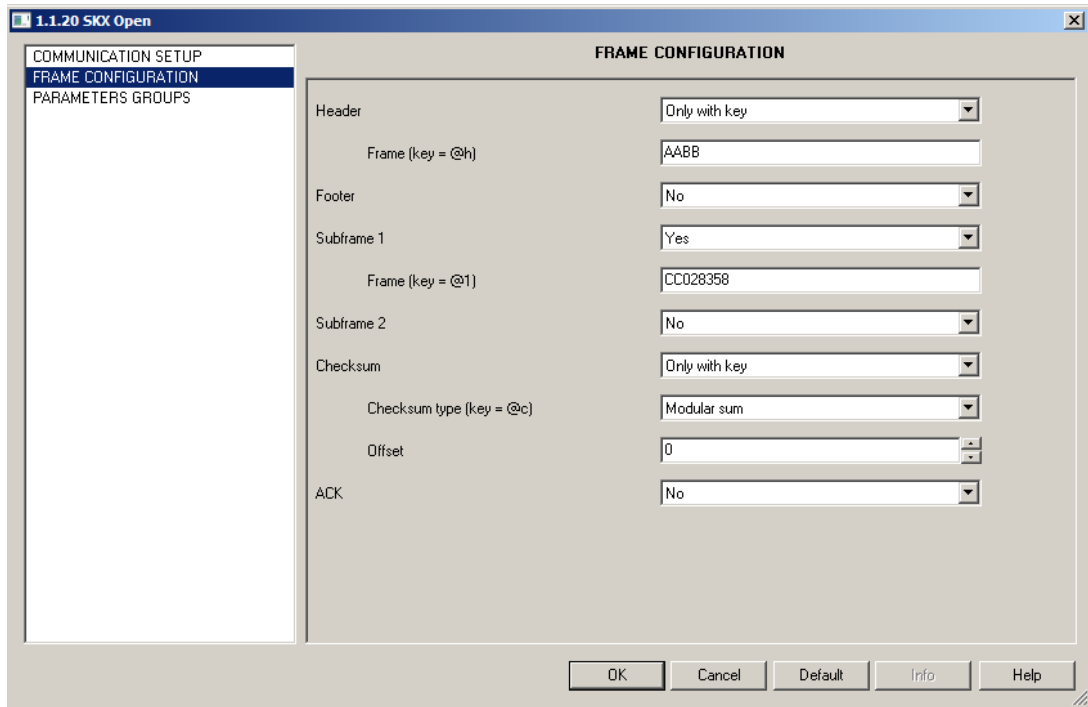 1.1.20 SKX Open
COMMUNICATION SETUP
FRAME CONFIGURATION
PARAMETERS GROUPS
FRAME CONFIGURATION
Header Only with key
Frame (key = @h) AABB
Footer No
Subframe 1 Yes
Frame (key = @1) CC028358
Subframe 2 No
Checksum Only with key
Checksum type (key = @c) Modular sum
Offset 0
ACK No
OK Cancel Default Info Help